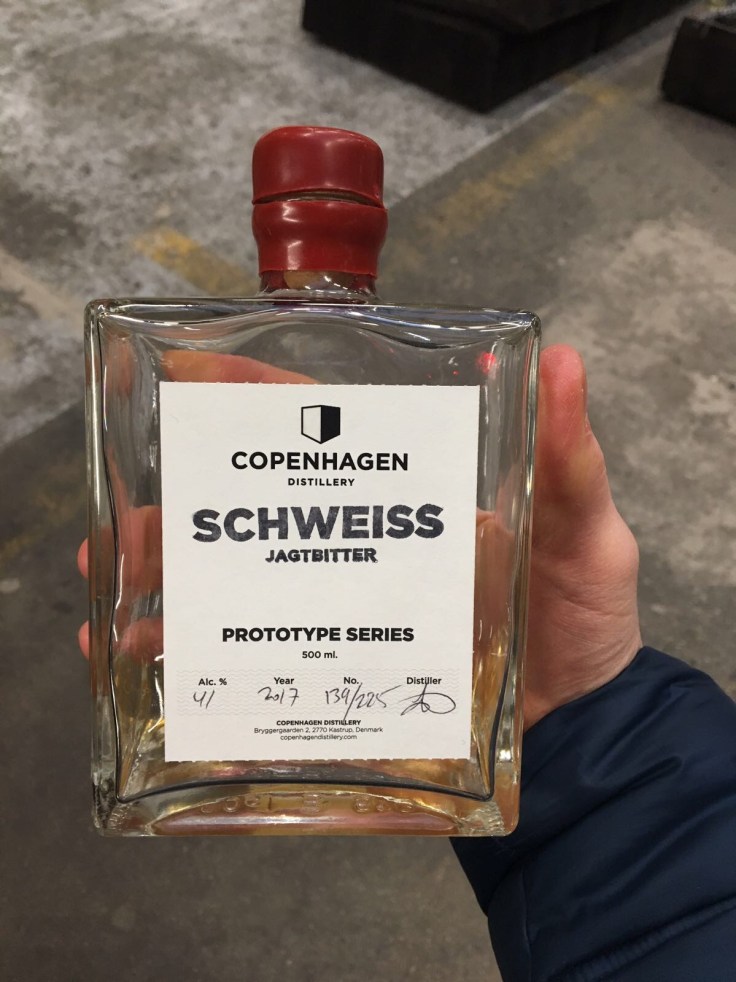 COPENHAGEN
DISTILLERY
SCHWEISS
JAGTBITTER
PROTOTYPE SERIES
500 ml.
Alc. % Year No. Distiller
41 2017 139/225
COPENHAGEN DISTILLERY
Bryggergaarden 2, 2770 Kastrup, Denmark
copenhagendistillery.com